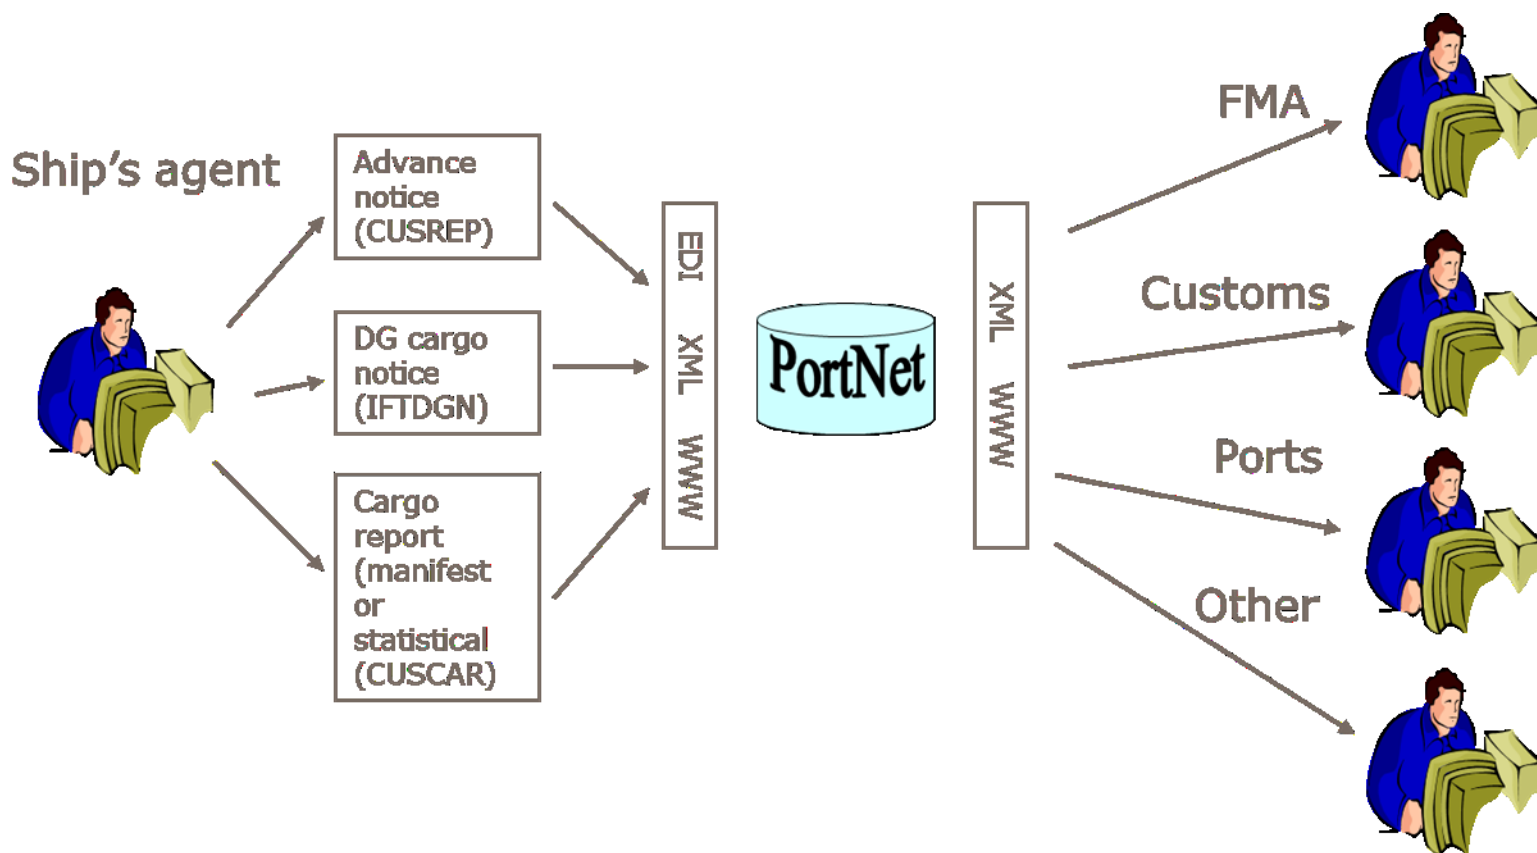 Ship's agent
Advance
notice
(CUSREP)
DG cargo
notice
(IFTDGN)
Cargo
report
(manifest
or
statistical
(CUSCAR)
EDI XML WWW
PortNet
XML WWW
FMA
Customs
Ports
Other